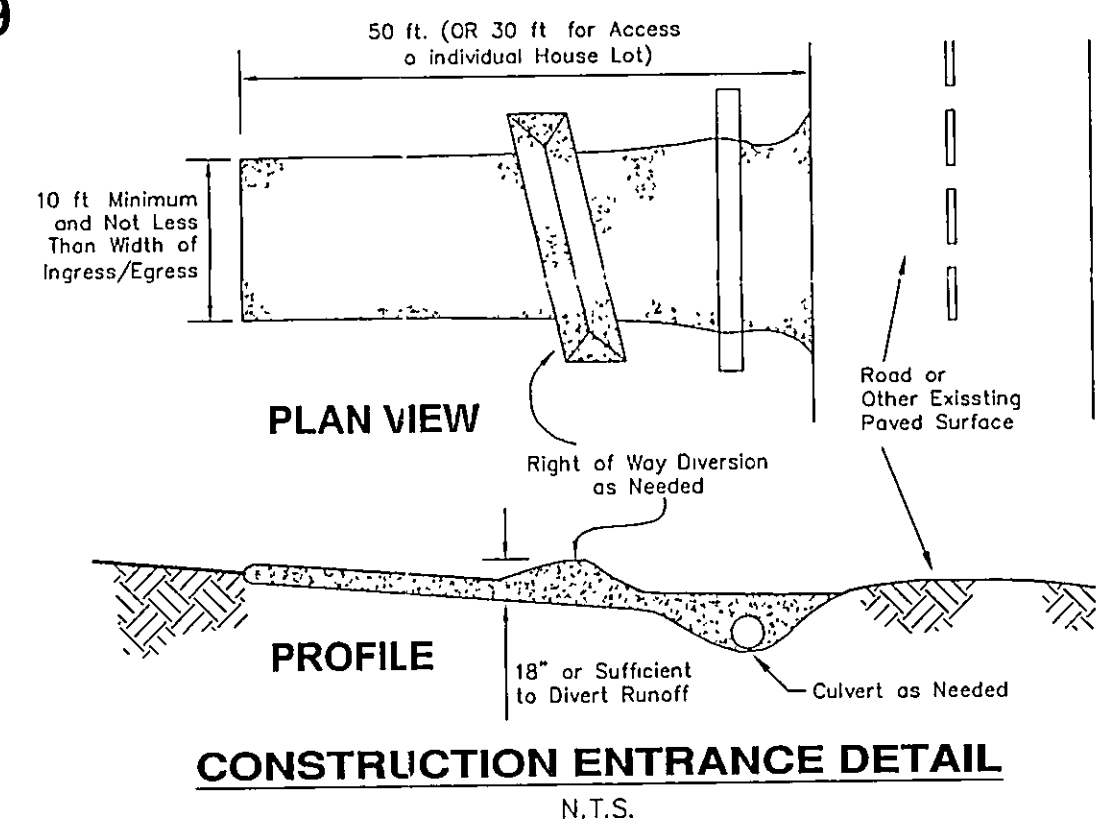 9
50 ft. (OR 30 ft for Access
o individual House Lot)
10 ft Minimum
and Not Less
Than Width of
Ingress/Egress
Road or
Other Exissting
Paved Surface
PLAN VIEW
Right of Way Diversion
as Needed
PROFILE
18" or Sufficient
to Divert Runoff
Culvert as Needed
CONSTRUCTION ENTRANCE DETAIL
N.T.S.